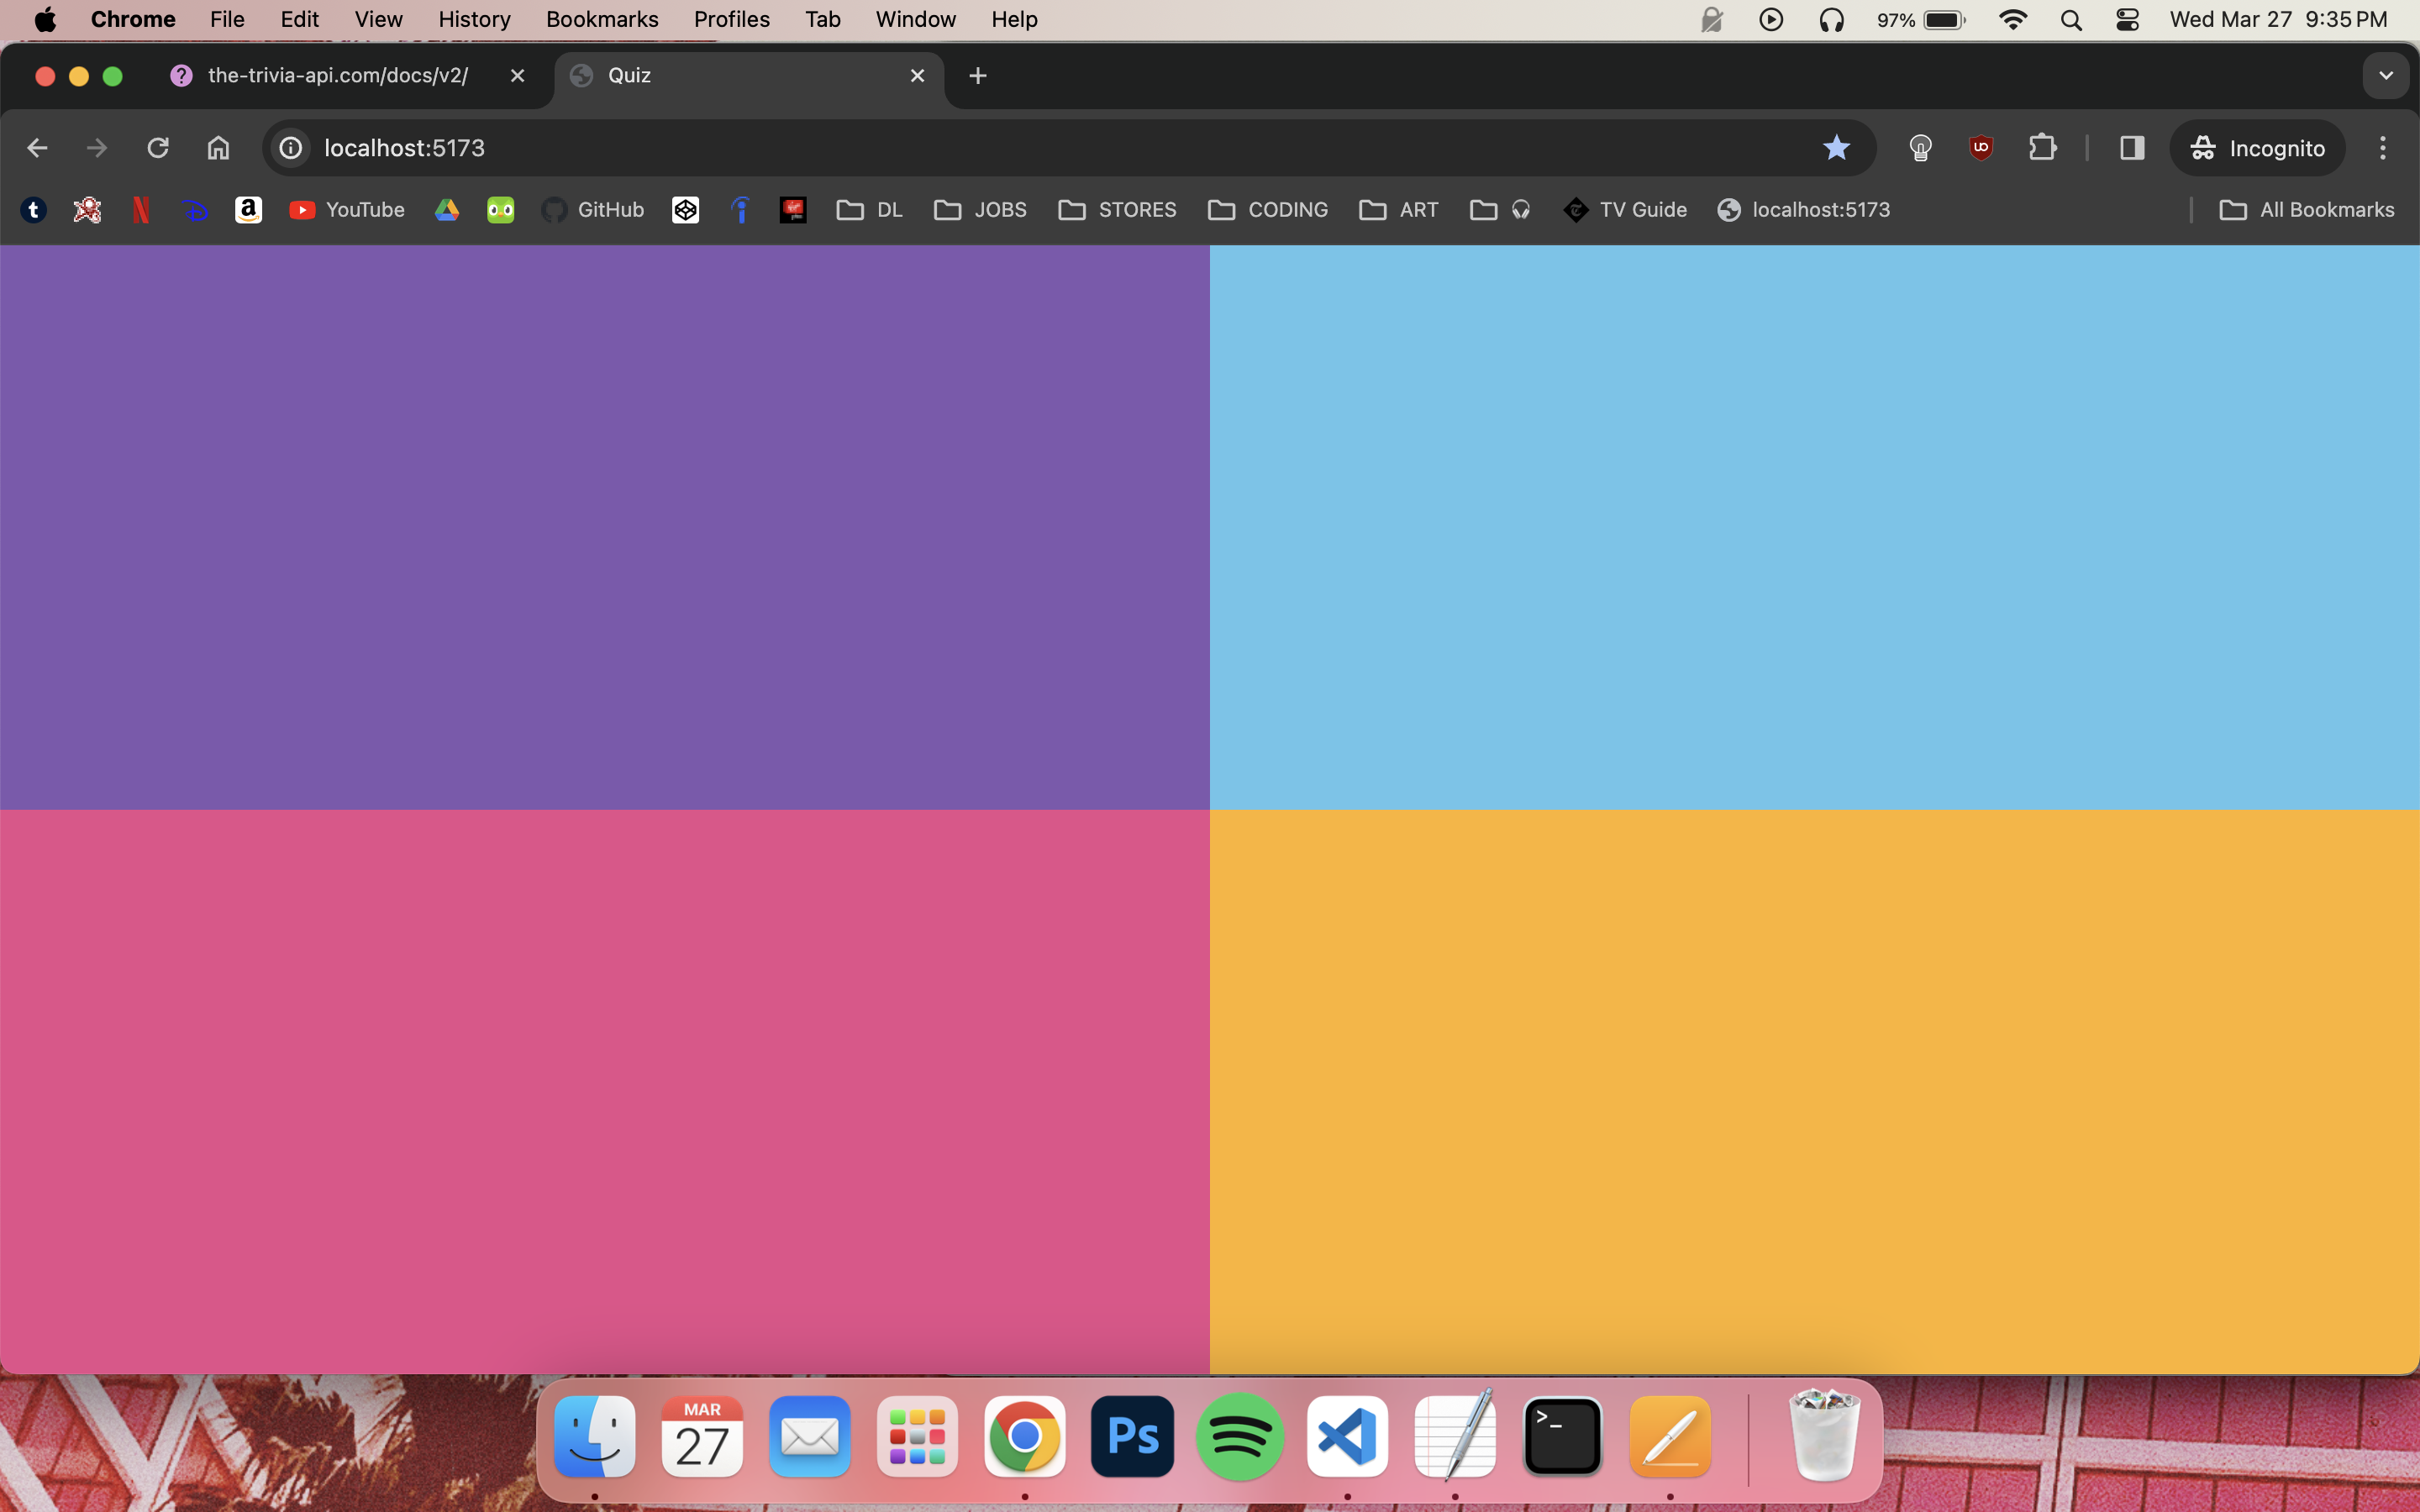 Chrome File Edit View History Bookmarks Profiles Tab Window Help 97% Wed Mar 27 9:35 PM
? the-trivia-api.com/docs/v2/ Quiz
localhost:5173 UO Incognito
t N a YouTube GitHub i DL JOBS STORES CODING ART TV Guide localhost:5173 All Bookmarks
MAR
27
Ps
>_